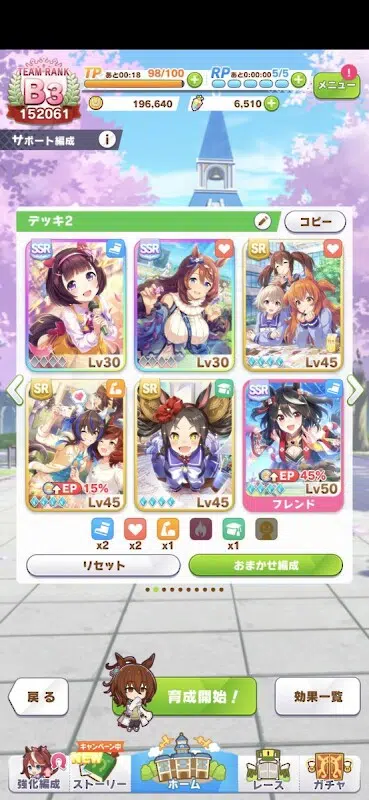 TEAM RANK
B3
152061
TP あと00:18 98/100
RP あと0:00:00 5/5
メニュー
196,640
6,510
サポート編成
i
デッキ2
コピー
SSR
Lv30
SSR
Lv30
SR
Lv45
SR
EP 15%
Lv45
SR
Lv45
SSR
EP 45%
Lv50
フレンド
x2
x2
x1
x1
リセット
おまかせ編成
戻る
育成開始!
効果一覧
キャンペーン中
NEW
強化編成
ストーリー
ホーム
レース
ガチャ